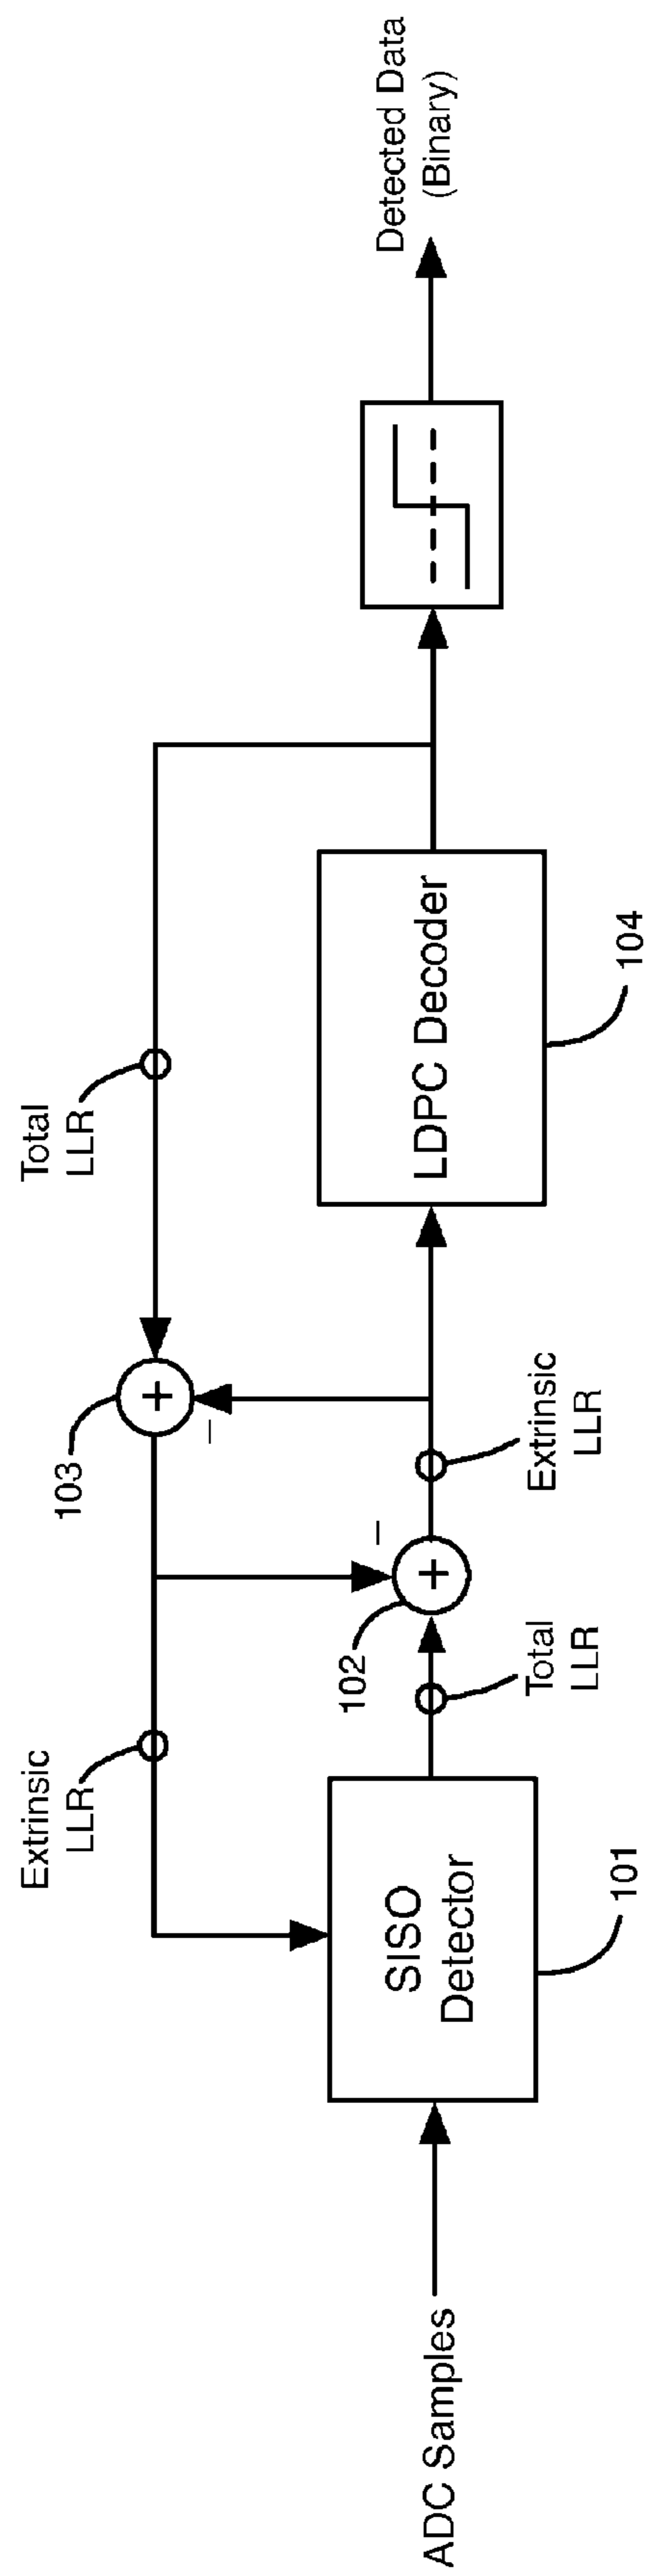 ADC Samples
SISO
Detector
101
Extrinsic
LLR
Total
LLR
102
+
−
Extrinsic
LLR
103
+
−
Total
LLR
LDPC Decoder
104
Detected Data
(Binary)